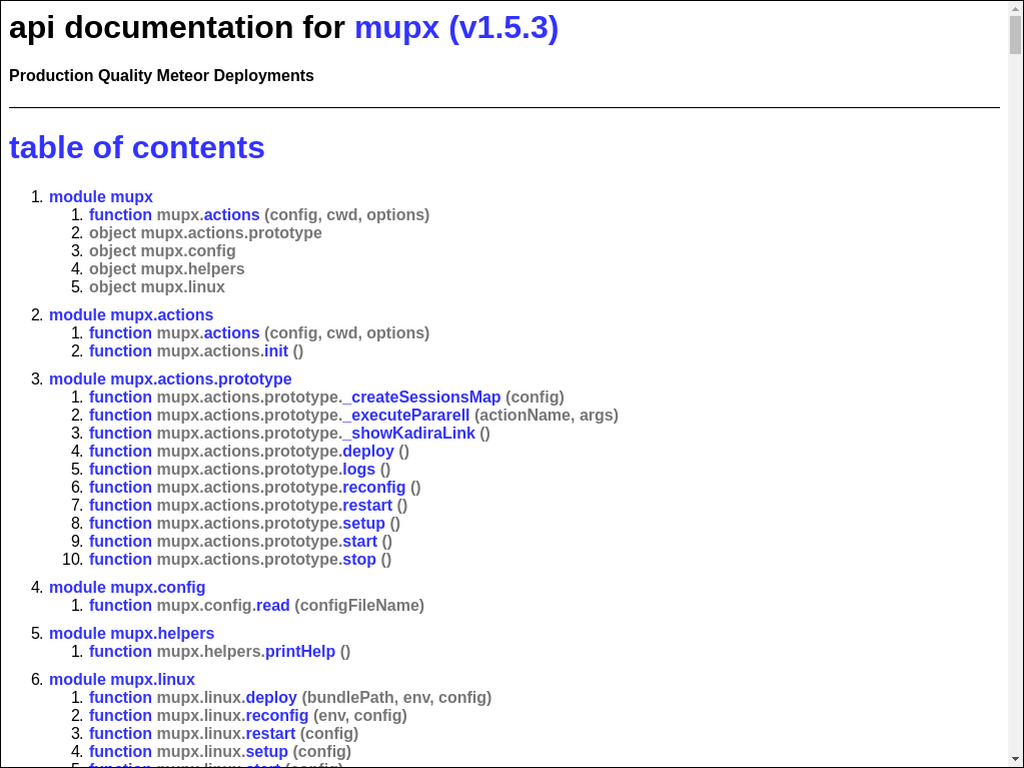 api documentation for mupx (v1.5.3)
Production Quality Meteor Deployments
table of contents
1. module mupx
1. function mupx.actions (config, cwd, options)
2. object mupx.actions.prototype
3. object mupx.config
4. object mupx.helpers
5. object mupx.linux
2. module mupx.actions
1. function mupx.actions (config, cwd, options)
2. function mupx.actions.init ()
3. module mupx.actions.prototype
1. function mupx.actions.prototype._createSessionsMap (config)
2. function mupx.actions.prototype._executePararell (actionName, args)
3. function mupx.actions.prototype._showKadiraLink ()
4. function mupx.actions.prototype.deploy ()
5. function mupx.actions.prototype.logs ()
6. function mupx.actions.prototype.reconfig ()
7. function mupx.actions.prototype.restart ()
8. function mupx.actions.prototype.setup ()
9. function mupx.actions.prototype.start ()
10. function mupx.actions.prototype.stop ()
4. module mupx.config
1. function mupx.config.read (configFileName)
5. module mupx.helpers
1. function mupx.helpers.printHelp ()
6. module mupx.linux
1. function mupx.linux.deploy (bundlePath, env, config)
2. function mupx.linux.reconfig (env, config)
3. function mupx.linux.restart (config)
4. function mupx.linux.setup (config)
5. function mupx.linux.start (config)